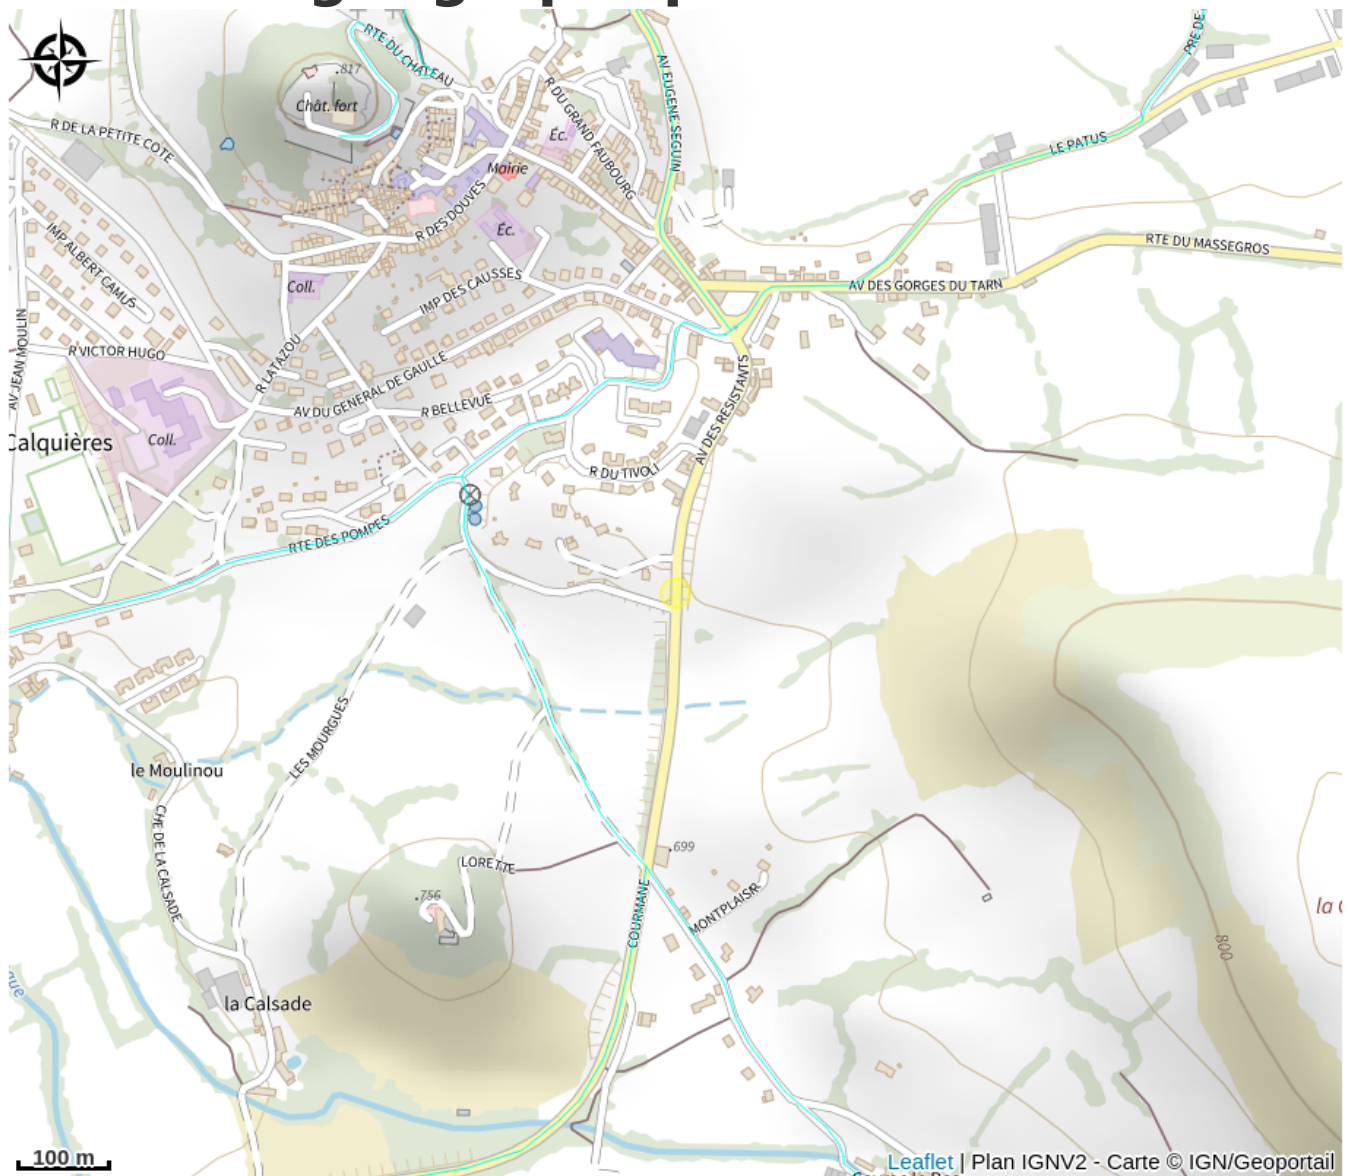 RTE DU CHATEAU
817
Chât. fort
R DE LA PETITE COTE
R DU GRAND FAUBOURG
AV EUGENE SEGUIN
PRE DE
LE PATUS
Éc.
Mairie
R DES DOUVES
Éc.
IMP ALBERT CAMUS
Coll.
IMP DES CAUSSES
RTE DU MASSEGROS
AV DES GORGES DU TARN
AV JEAN MOULIN
R VICTOR HUGO
R LATAZOU
AV DU GENERAL DE GAULLE
R BELLEVUE
AV DES RESISTANTS
Calquières
Coll.
R DU TIVOLI
RTE DES POMPES
LES MOURGUES
le Moulinou
CHE DE LA CALSADE
LORETTE
699
756
MONTPLAISIR
COURMANE
la Calsade
800
100 m
Leaflet | Plan IGNV2 - Carte © IGN/Geoportail